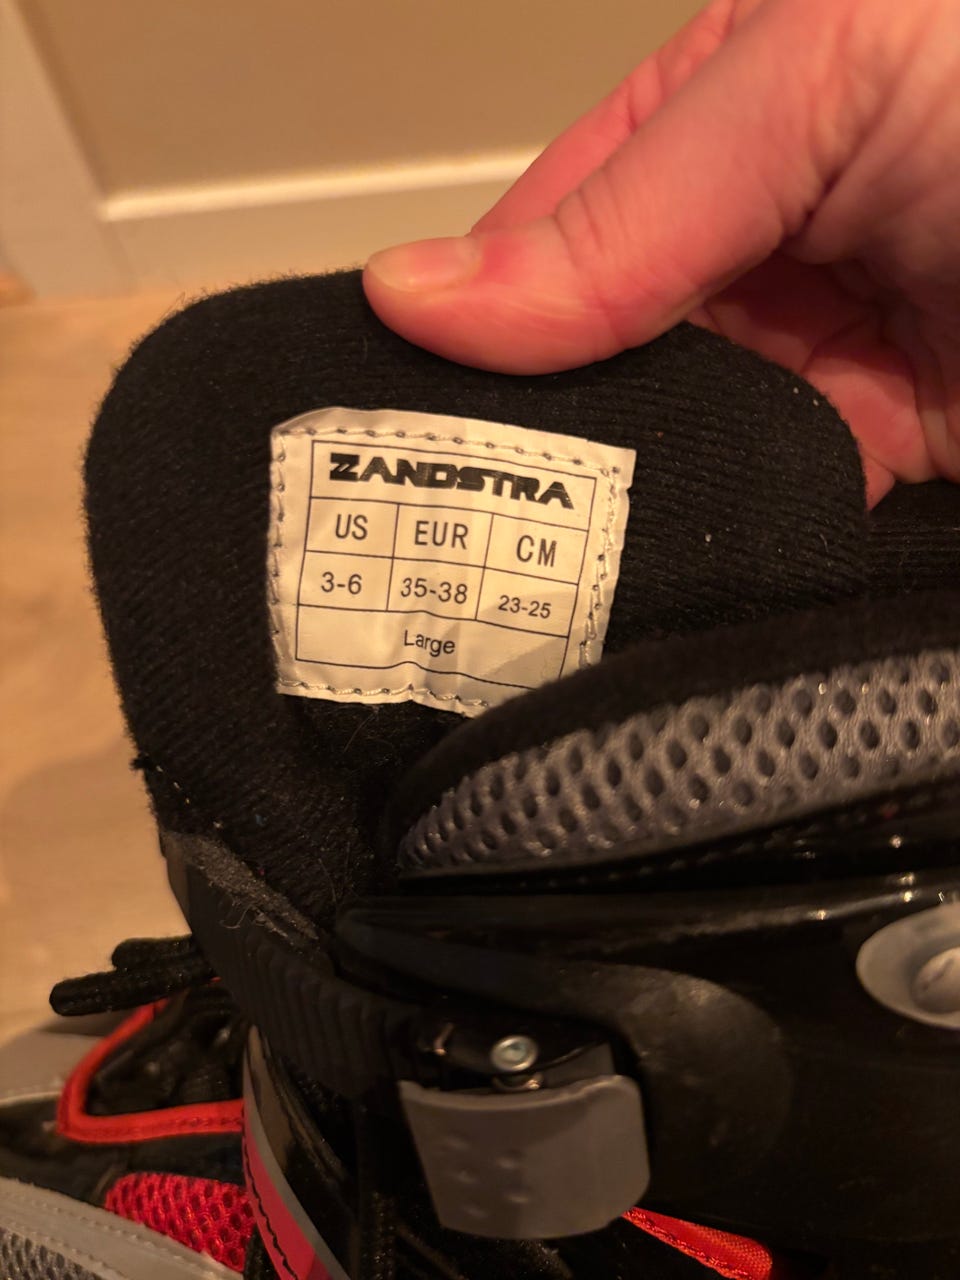 ZANDSTRA
US EUR CM
3-6 35-38 23-25
Large